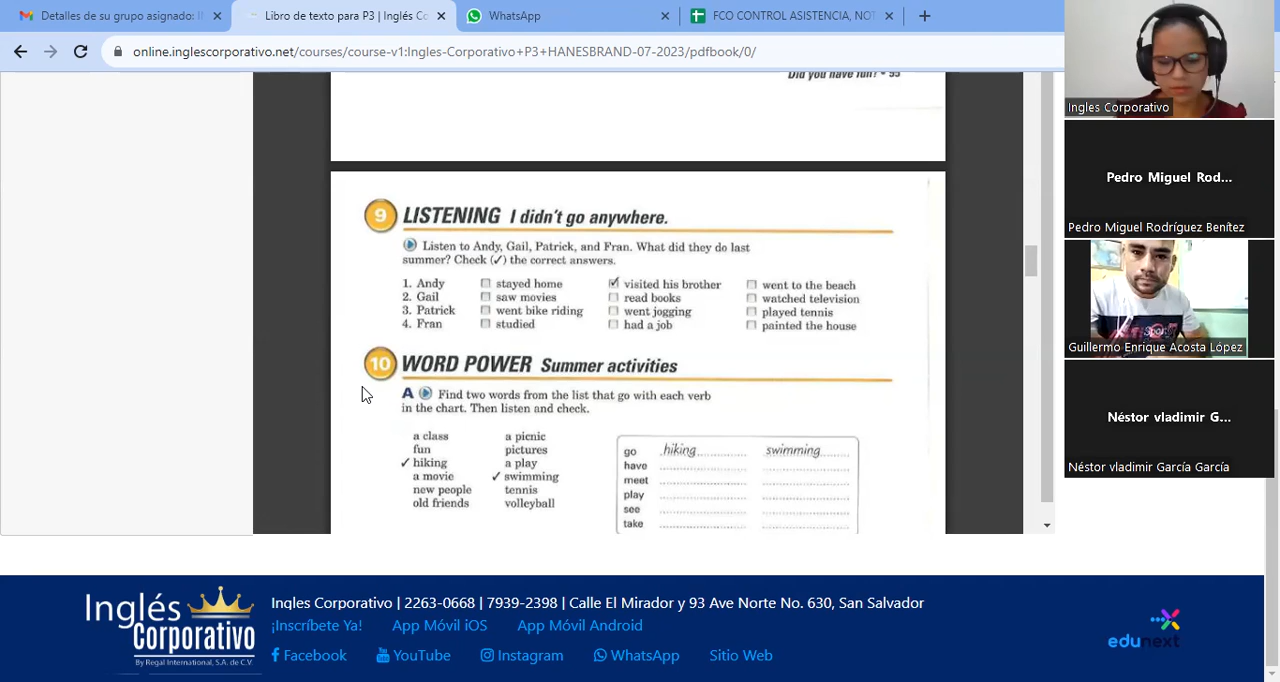 Detalles de su grupo asignado: I
Libro de texto para P3 | Inglés Co
WhatsApp
FCO CONTROL ASISTENCIA, NOT
online.inglescorporativo.net/courses/course-v1:Ingles-Corporativo+P3+HANESBRAND-07-2023/pdfbook/0/
Did you have fun? • 95
9 LISTENING I didn't go anywhere.
Listen to Andy, Gail, Patrick, and Fran. What did they do last
summer? Check (✓) the correct answers.
1. Andy stayed home ✓ visited his brother went to the beach
2. Gail saw movies read books watched television
3. Patrick went bike riding went jogging played tennis
4. Fran studied had a job painted the house
10 WORD POWER Summer activities
A Find two words from the list that go with each verb
in the chart. Then listen and check.
a class a picnic
fun pictures
✓ hiking a play
a movie ✓ swimming
new people tennis
old friends volleyball
go hiking swimming
have
meet
play
see
take
Ingles Corporativo
Pedro Miguel Rod...
Pedro Miguel Rodríguez Benítez
Guillermo Enrique Acosta López
Néstor vladimir G...
Néstor vladimir García García
Inglés
Corporativo
By Regal International, S.A. de C.V.
Ingles Corporativo | 2263-0668 | 7939-2398 | Calle El Mirador y 93 Ave Norte No. 630, San Salvador
¡Inscríbete Ya! App Móvil iOS App Móvil Android
Facebook YouTube Instagram WhatsApp Sitio Web
edunext